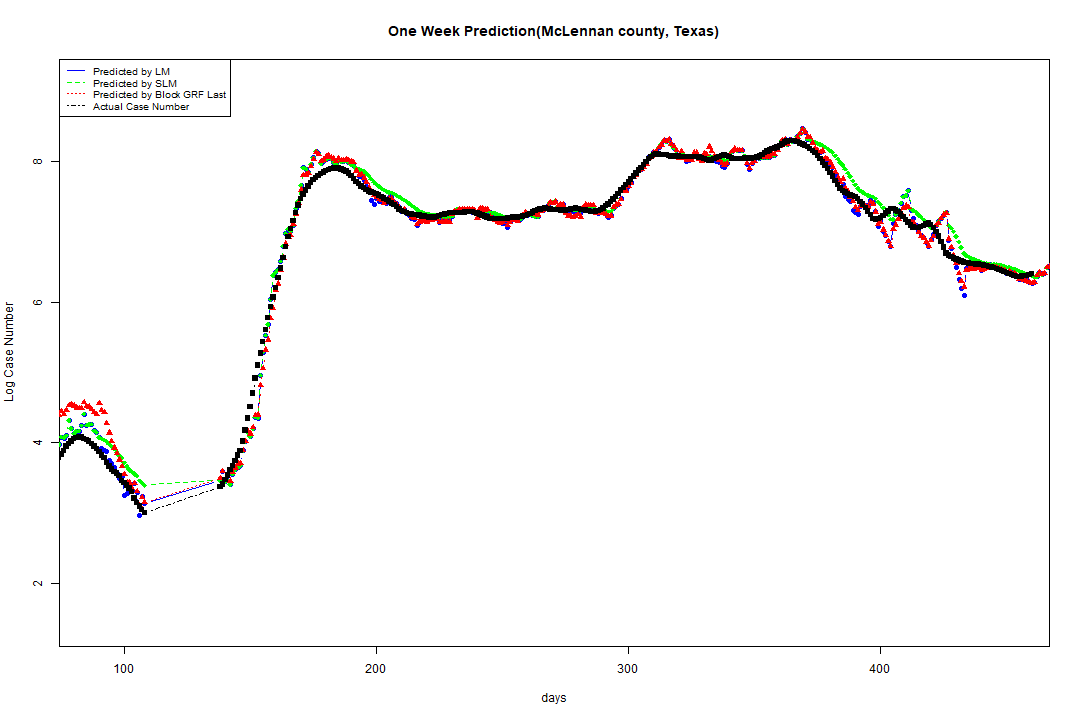 One Week Prediction(McLennan county, Texas)
Predicted by LM
Predicted by SLM
Predicted by Block GRF Last
Actual Case Number
8
6
4
2
Log Case Number
100 200 300 400
days